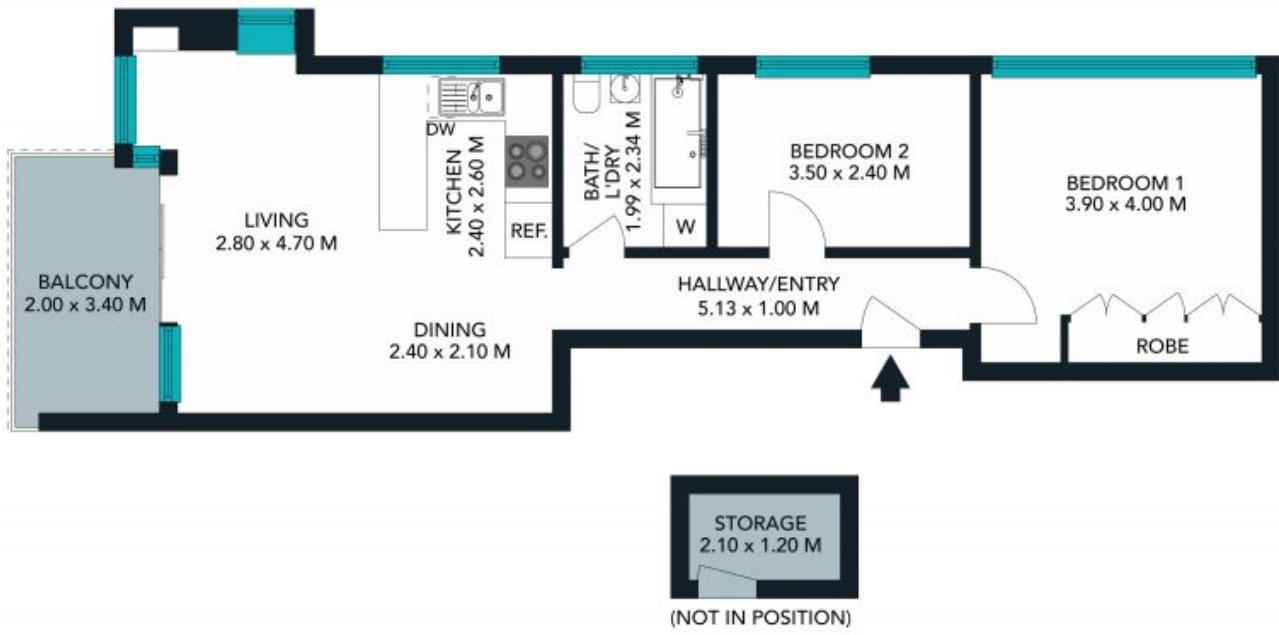 LIVING
2.80 x 4.70 M
BALCONY
2.00 x 3.40 M
DINING
2.40 x 2.10 M
DW
KITCHEN
2.40 x 2.60 M
REF.
BATH/
L'DRY
1.99 x 2.34 M
W
BEDROOM 2
3.50 x 2.40 M
HALLWAY/ENTRY
5.13 x 1.00 M
BEDROOM 1
3.90 x 4.00 M
ROBE
STORAGE
2.10 x 1.20 M
(NOT IN POSITION)